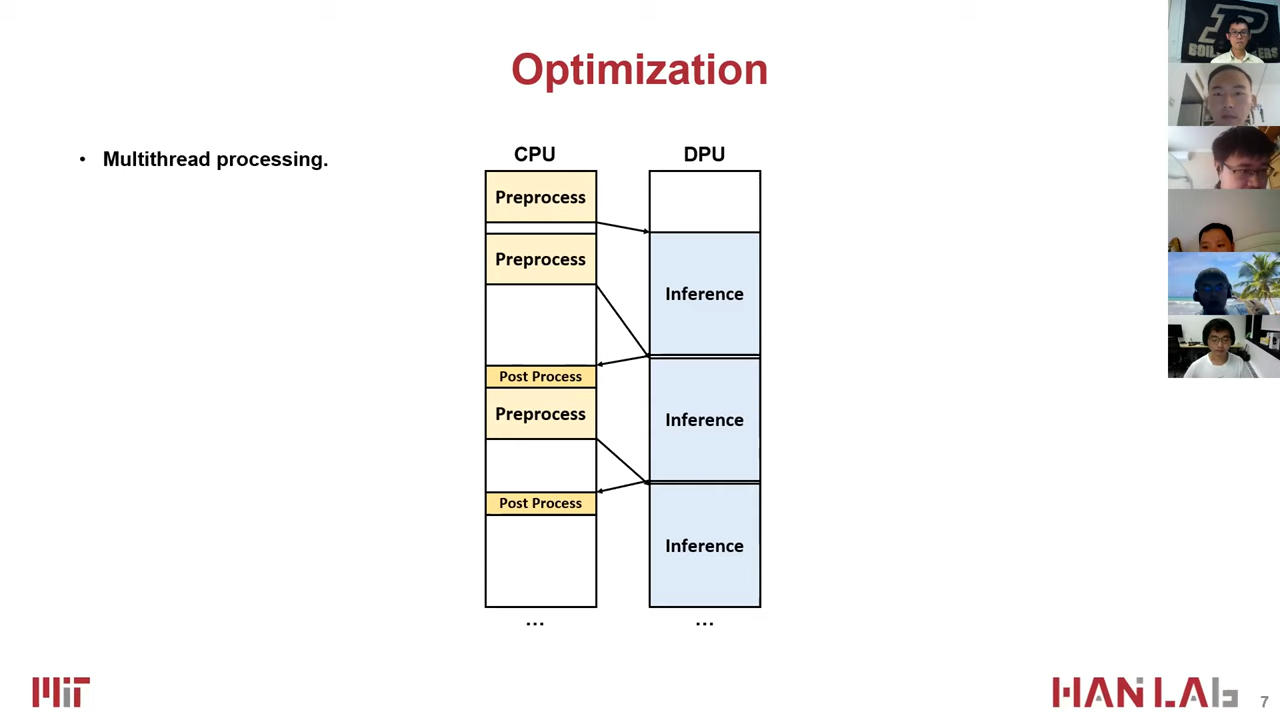 Optimization
• Multithread processing.
CPU
DPU
Preprocess
Preprocess
Inference
Post Process
Preprocess
Inference
Post Process
Inference
...
...
MIT
HAN LAb
7